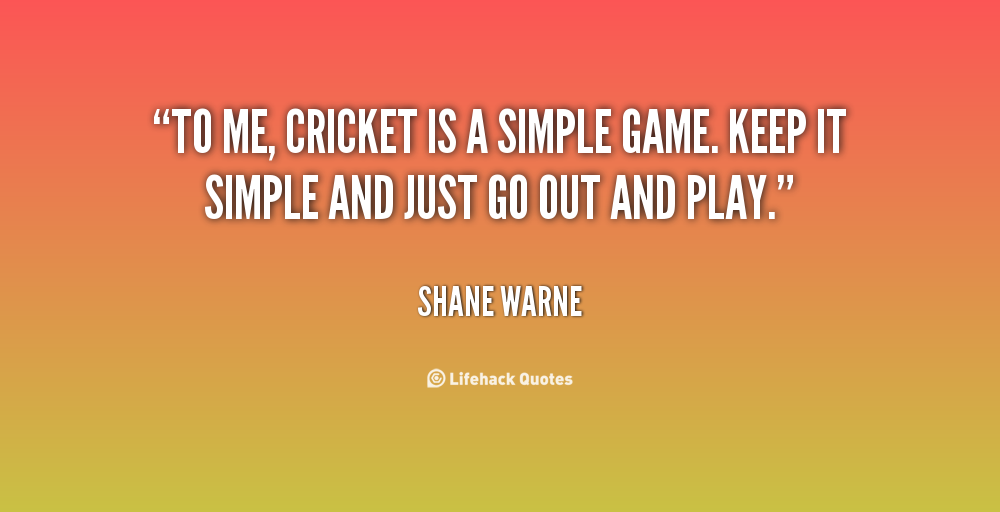 “TO ME, CRICKET IS A SIMPLE GAME. KEEP IT
SIMPLE AND JUST GO OUT AND PLAY.”
SHANE WARNE
Lifehack Quotes